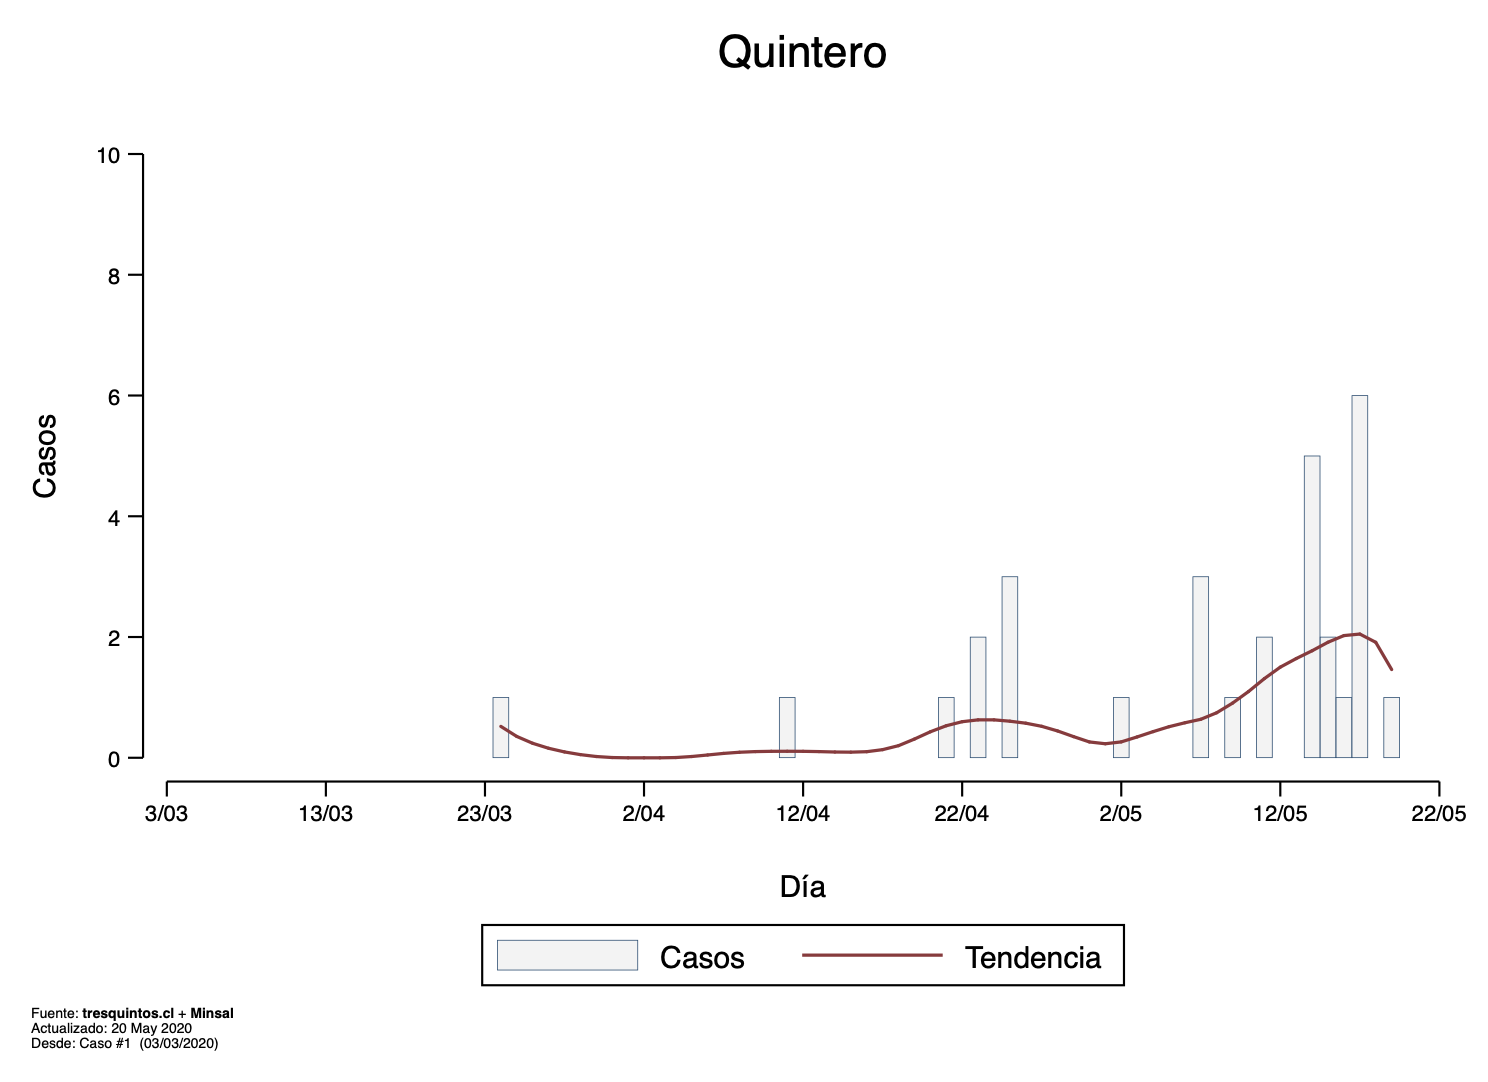 Quintero
10
8
6
4
2
0
Casos
3/03 13/03 23/03 2/04 12/04 22/04 2/05 12/05 22/05
Día
Casos Tendencia
Fuente: tresquintos.cl + Minsal
Actualizado: 20 May 2020
Desde: Caso #1 (03/03/2020)